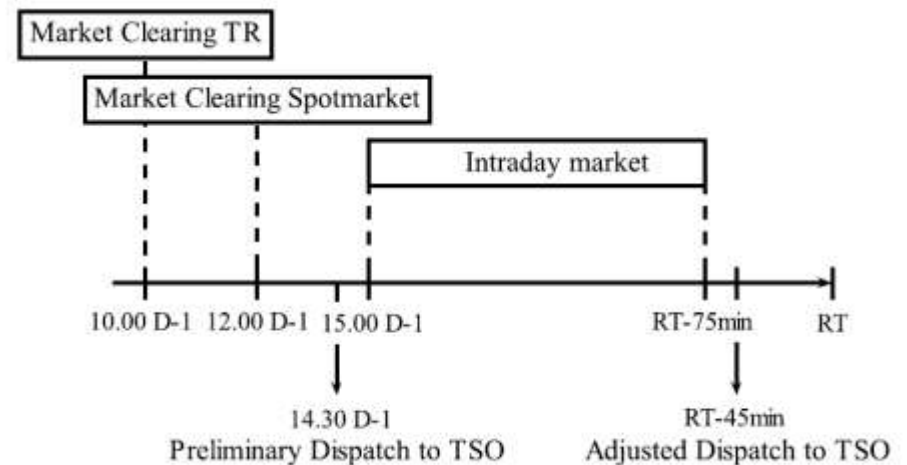 Market Clearing TR
Market Clearing Spotmarket
Intraday market
10.00 D-1 12.00 D-1 15.00 D-1 RT-75min RT
14.30 D-1 RT-45min
Preliminary Dispatch to TSO Adjusted Dispatch to TSO